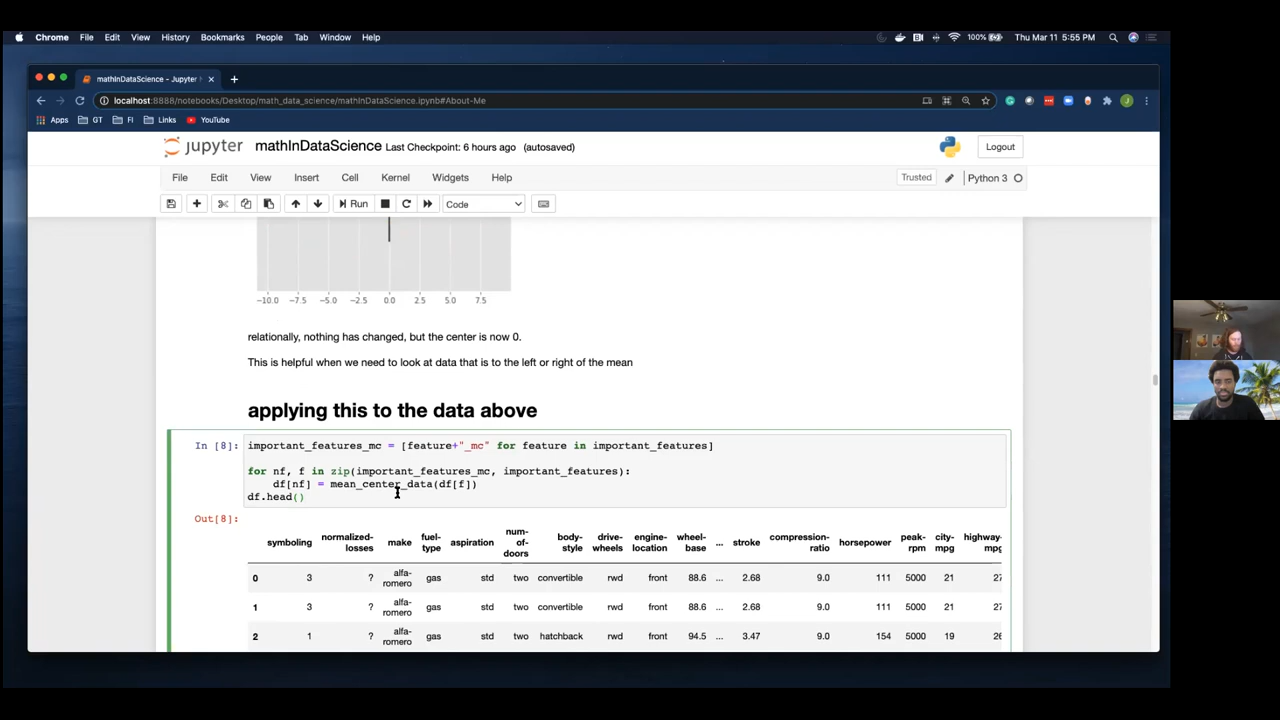 Chrome File Edit View History Bookmarks People Tab Window Help 100% Thu Mar 11 5:55 PM
mathInDataScience - Jupyter
localhost:8888/notebooks/Desktop/math_data_science/mathInDataScience.ipynb#About-Me
Apps GT FI Links YouTube
jupyter mathInDataScience Last Checkpoint: 6 hours ago (autosaved) Logout
File Edit View Insert Cell Kernel Widgets Help Trusted Python 3
Run Code
−10.0 −7.5 −5.0 −2.5 0.0 2.5 5.0 7.5
relationally, nothing has changed, but the center is now 0.
This is helpful when we need to look at data that is to the left or right of the mean
applying this to the data above
In [8]: important_features_mc = [feature+"_mc" for feature in important_features]
for nf, f in zip(important_features_mc, important_features):
df[nf] = mean_center_data(df[f])
df.head()
Out[8]:
symboling normalized-losses make fuel-type aspiration num-of-doors body-style drive-wheels engine-location wheel-base ... stroke compression-ratio horsepower peak-rpm city-mpg highway-mpg
0 3 ? alfa-romero gas std two convertible rwd front 88.6 ... 2.68 9.0 111 5000 21 27
1 3 ? alfa-romero gas std two convertible rwd front 88.6 ... 2.68 9.0 111 5000 21 27
2 1 ? alfa-romero gas std two hatchback rwd front 94.5 ... 3.47 9.0 154 5000 19 26